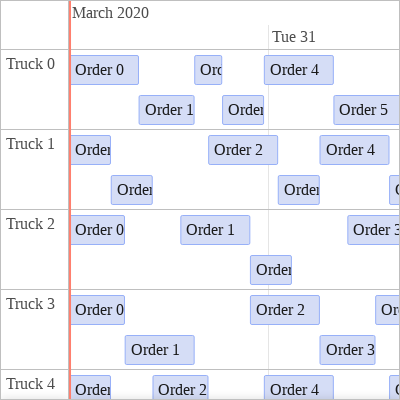 March 2020
Tue 31
Truck 0
Order 0 Orc Order 4
Order 1 Order Order 5
Truck 1
Order Order 2 Order 4
Order Order
Truck 2
Order 0 Order 1 Order 3
Order
Truck 3
Order 0 Order 2 Or
Order 1 Order 3
Truck 4
Order Order 2 Order 4